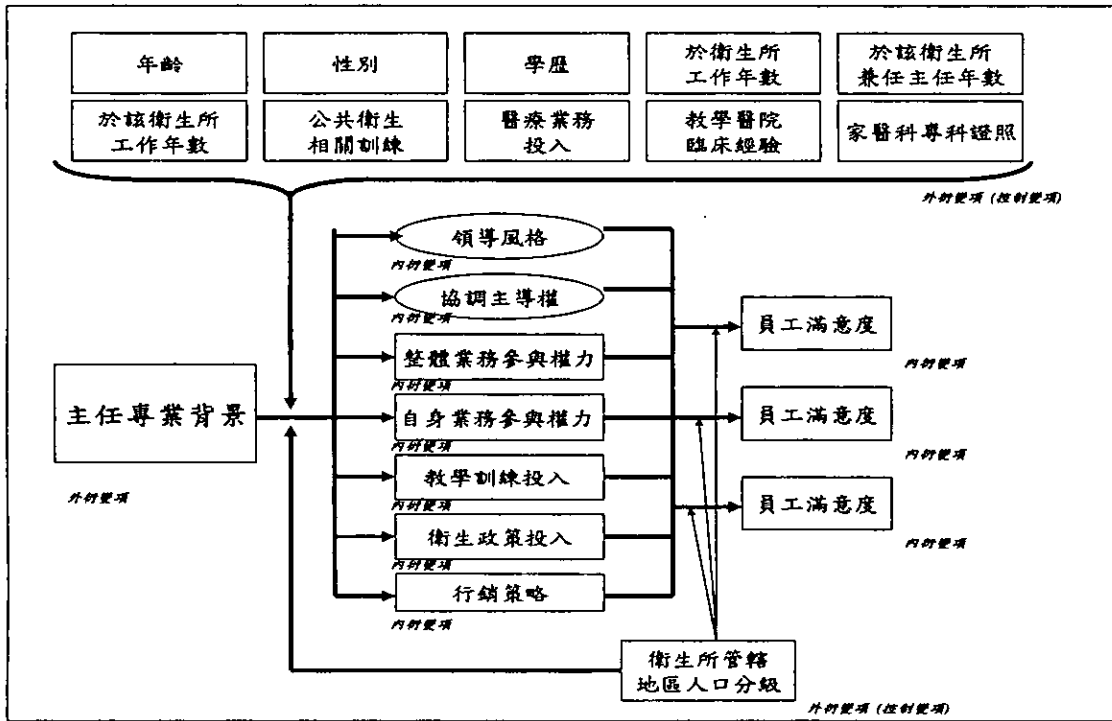 年齡
性別
學歷
於衛生所
工作年數
於該衛生所
兼任主任年數
於該衛生所
工作年數
公共衛生
相關訓練
醫療業務
投入
教學醫院
臨床經驗
家醫科專科證照
外衍變項 (控制變項)
領導風格
內衍變項
協調主導權
內衍變項
整體業務參與權力
內衍變項
自身業務參與權力
內衍變項
教學訓練投入
內衍變項
衛生政策投入
內衍變項
行銷策略
內衍變項
主任專業背景
外衍變項
員工滿意度
內衍變項
員工滿意度
內衍變項
員工滿意度
內衍變項
衛生所管轄
地區人口分級
外衍變項 (控制變項)